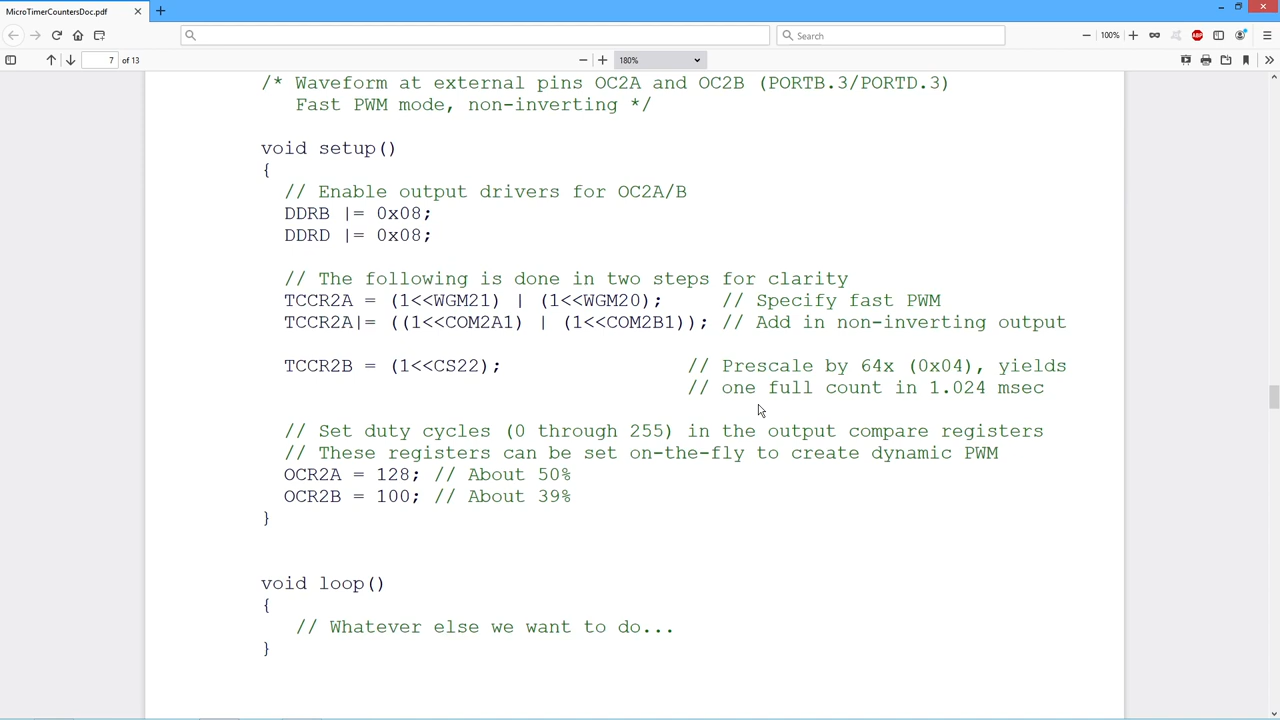 MicroTimerCountersDoc.pdf
Search
100%
7 of 13
180%
/* Waveform at external pins OC2A and OC2B (PORTB.3/PORTD.3)
Fast PWM mode, non-inverting */
void setup()
{
// Enable output drivers for OC2A/B
DDRB |= 0x08;
DDRD |= 0x08;
// The following is done in two steps for clarity
TCCR2A = (1<<WGM21) | (1<<WGM20); // Specify fast PWM
TCCR2A|= ((1<<COM2A1) | (1<<COM2B1)); // Add in non-inverting output
TCCR2B = (1<<CS22); // Prescale by 64x (0x04), yields
// one full count in 1.024 msec
// Set duty cycles (0 through 255) in the output compare registers
// These registers can be set on-the-fly to create dynamic PWM
OCR2A = 128; // About 50%
OCR2B = 100; // About 39%
}
void loop()
{
// Whatever else we want to do...
}